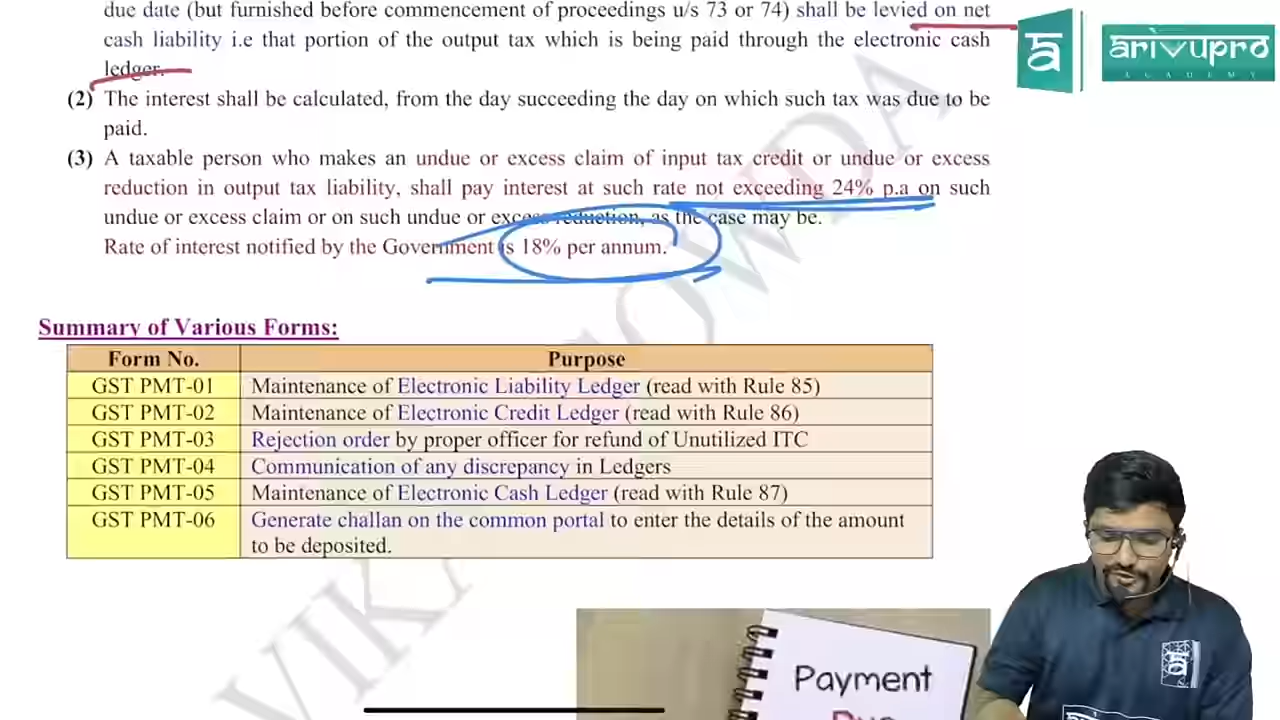 due date (but furnished before commencement of proceedings u/s 73 or 74) shall be levied on net
cash liability i.e that portion of the output tax which is being paid through the electronic cash
ledger.
(2) The interest shall be calculated, from the day succeeding the day on which such tax was due to be
paid.
(3) A taxable person who makes an undue or excess claim of input tax credit or undue or excess
reduction in output tax liability, shall pay interest at such rate not exceeding 24% p.a on such
undue or excess claim or on such undue or excess reduction, as the case may be.
Rate of interest notified by the Government is 18% per annum.
Summary of Various Forms:
Form No. Purpose
GST PMT-01 Maintenance of Electronic Liability Ledger (read with Rule 85)
GST PMT-02 Maintenance of Electronic Credit Ledger (read with Rule 86)
GST PMT-03 Rejection order by proper officer for refund of Unutilized ITC
GST PMT-04 Communication of any discrepancy in Ledgers
GST PMT-05 Maintenance of Electronic Cash Ledger (read with Rule 87)
GST PMT-06 Generate challan on the common portal to enter the details of the amount
to be deposited.
Payment
Due
arivupro
ACADEMY